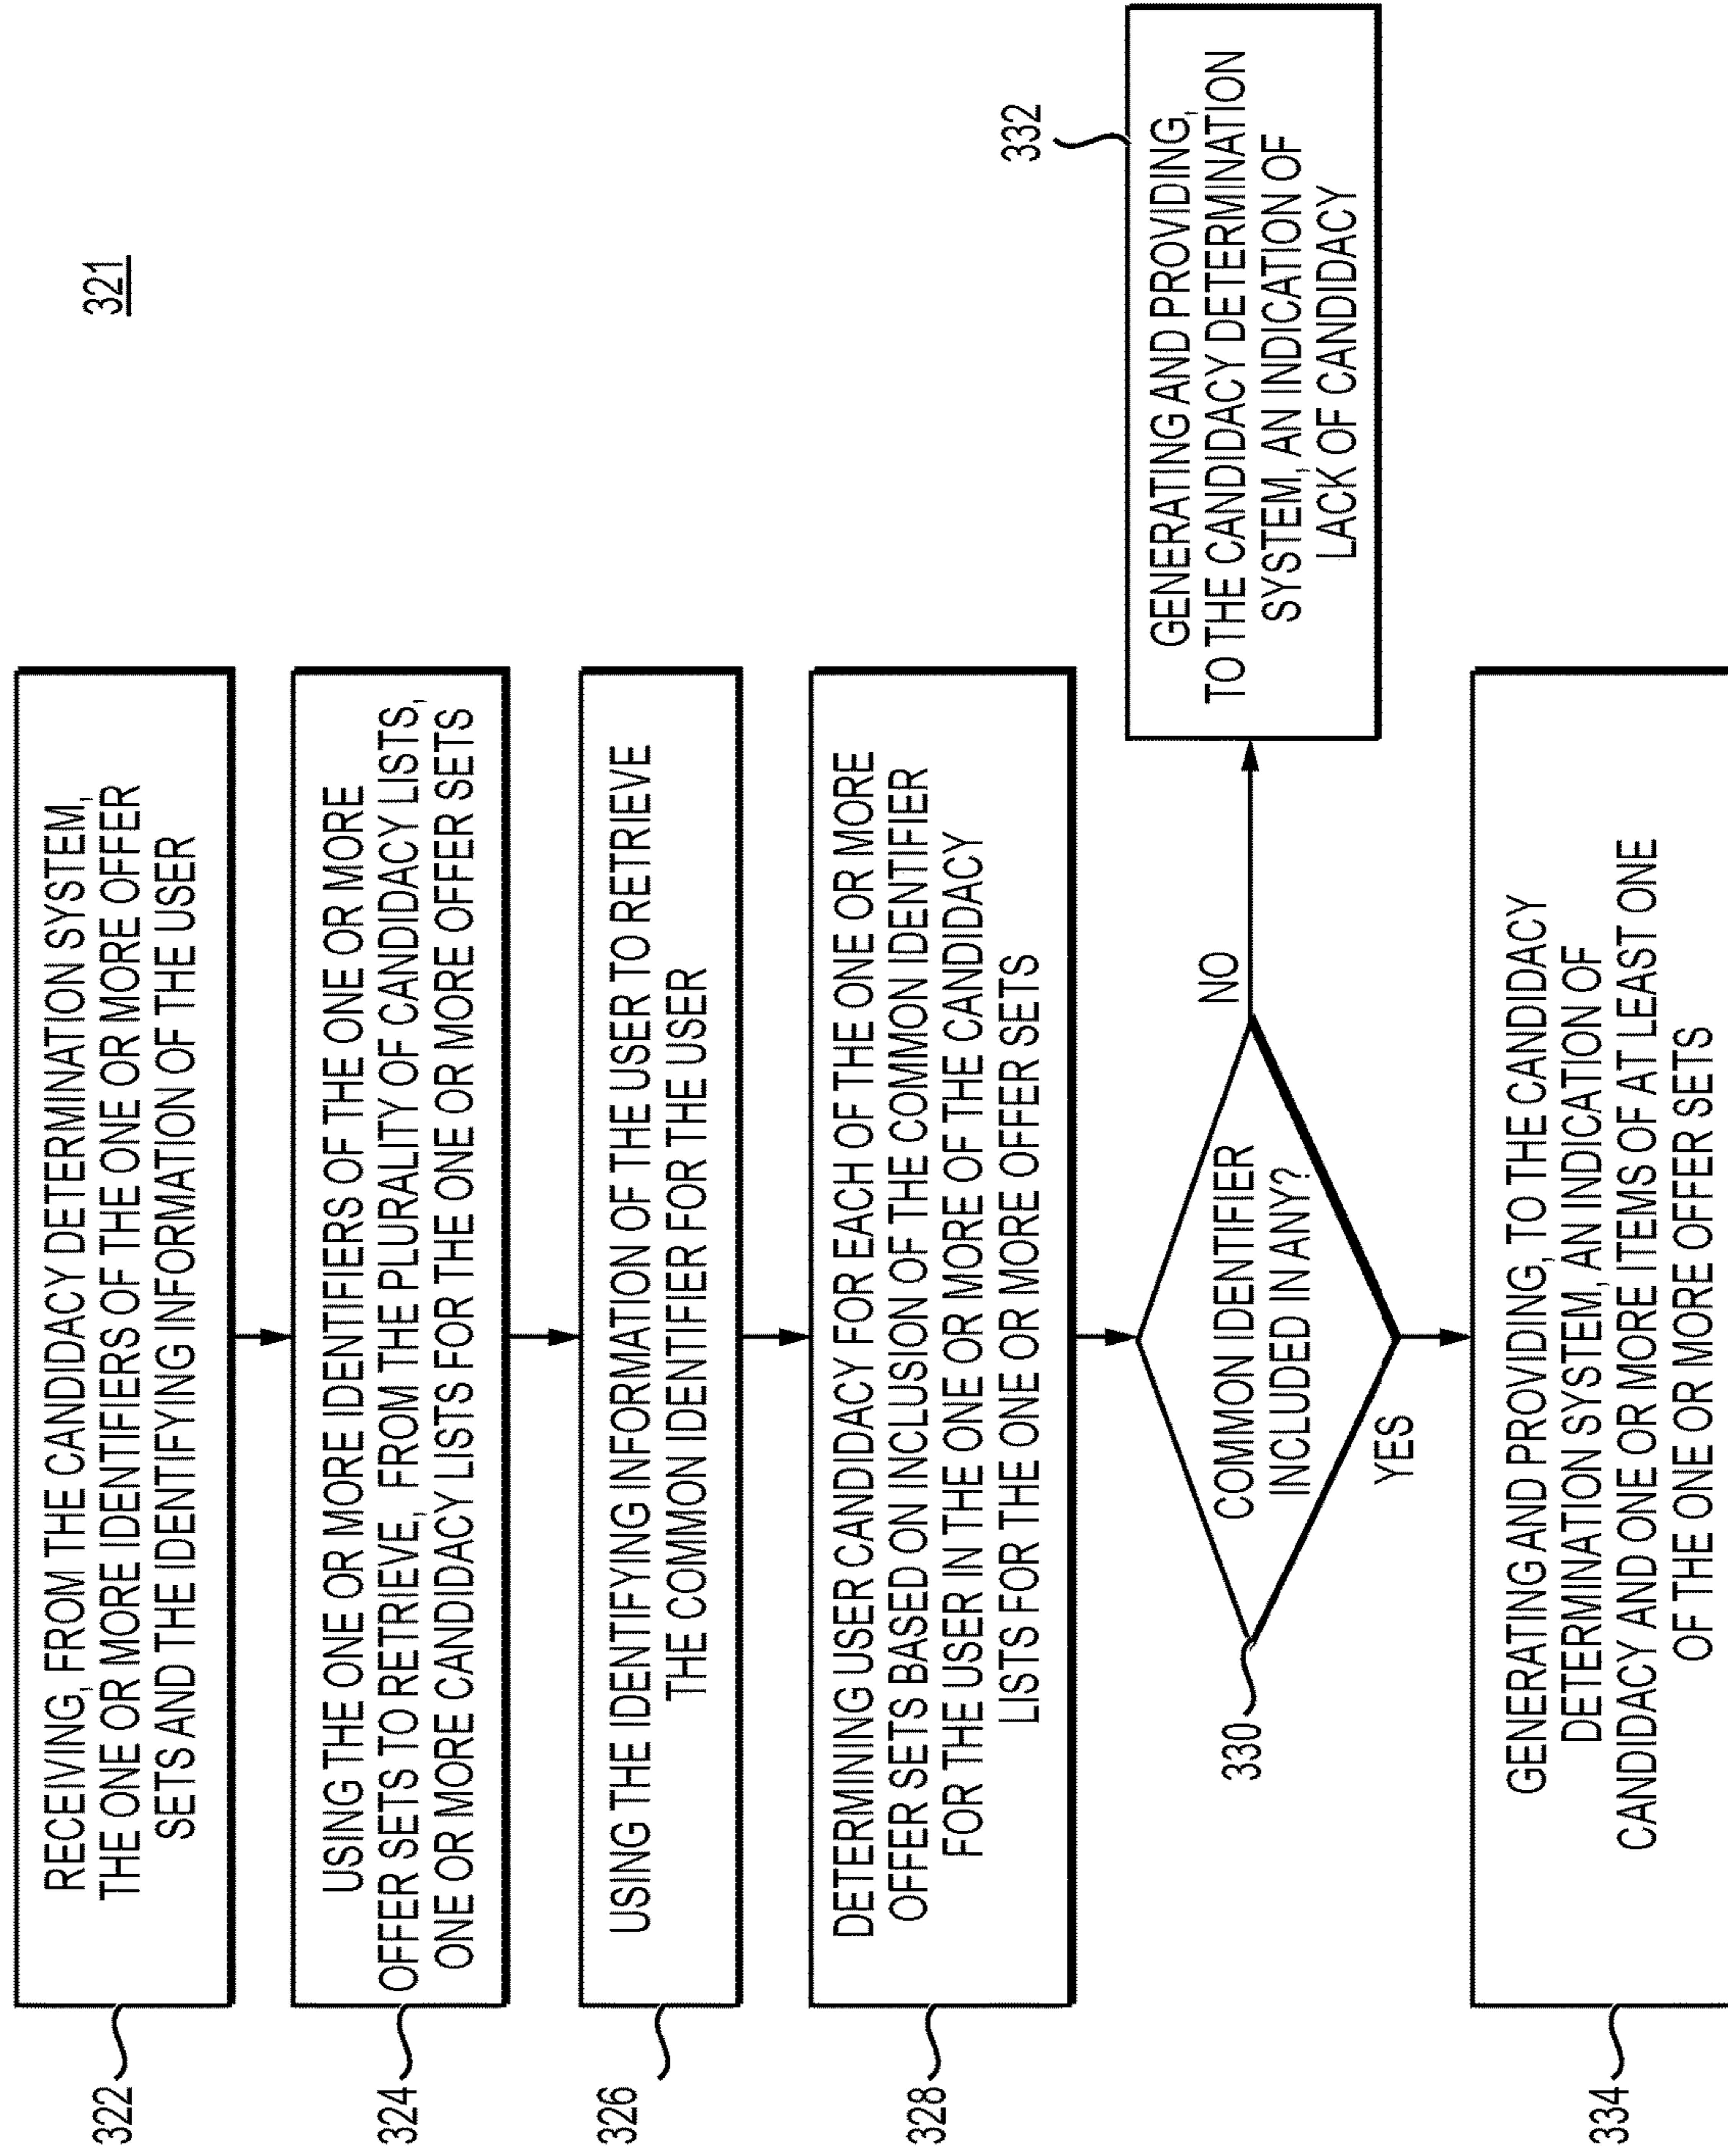 321
322
RECEIVING, FROM THE CANDIDACY DETERMINATION SYSTEM,
THE ONE OR MORE IDENTIFIERS OF THE ONE OR MORE OFFER
SETS AND THE IDENTIFYING INFORMATION OF THE USER
324
USING THE ONE OR MORE IDENTIFIERS OF THE ONE OR MORE
OFFER SETS TO RETRIEVE, FROM THE PLURALITY OF CANDIDACY LISTS,
ONE OR MORE CANDIDACY LISTS FOR THE ONE OR MORE OFFER SETS
326
USING THE IDENTIFYING INFORMATION OF THE USER TO RETRIEVE
THE COMMON IDENTIFIER FOR THE USER
328
DETERMINING USER CANDIDACY FOR EACH OF THE ONE OR MORE
OFFER SETS BASED ON INCLUSION OF THE COMMON IDENTIFIER
FOR THE USER IN THE ONE OR MORE OF THE CANDIDACY
LISTS FOR THE ONE OR MORE OFFER SETS
330
COMMON IDENTIFIER
INCLUDED IN ANY?
NO
YES
332
GENERATING AND PROVIDING,
TO THE CANDIDACY DETERMINATION
SYSTEM, AN INDICATION OF
LACK OF CANDIDACY
334
GENERATING AND PROVIDING, TO THE CANDIDACY
DETERMINATION SYSTEM, AN INDICATION OF
CANDIDACY AND ONE OR MORE ITEMS OF AT LEAST ONE
OF THE ONE OR MORE OFFER SETS